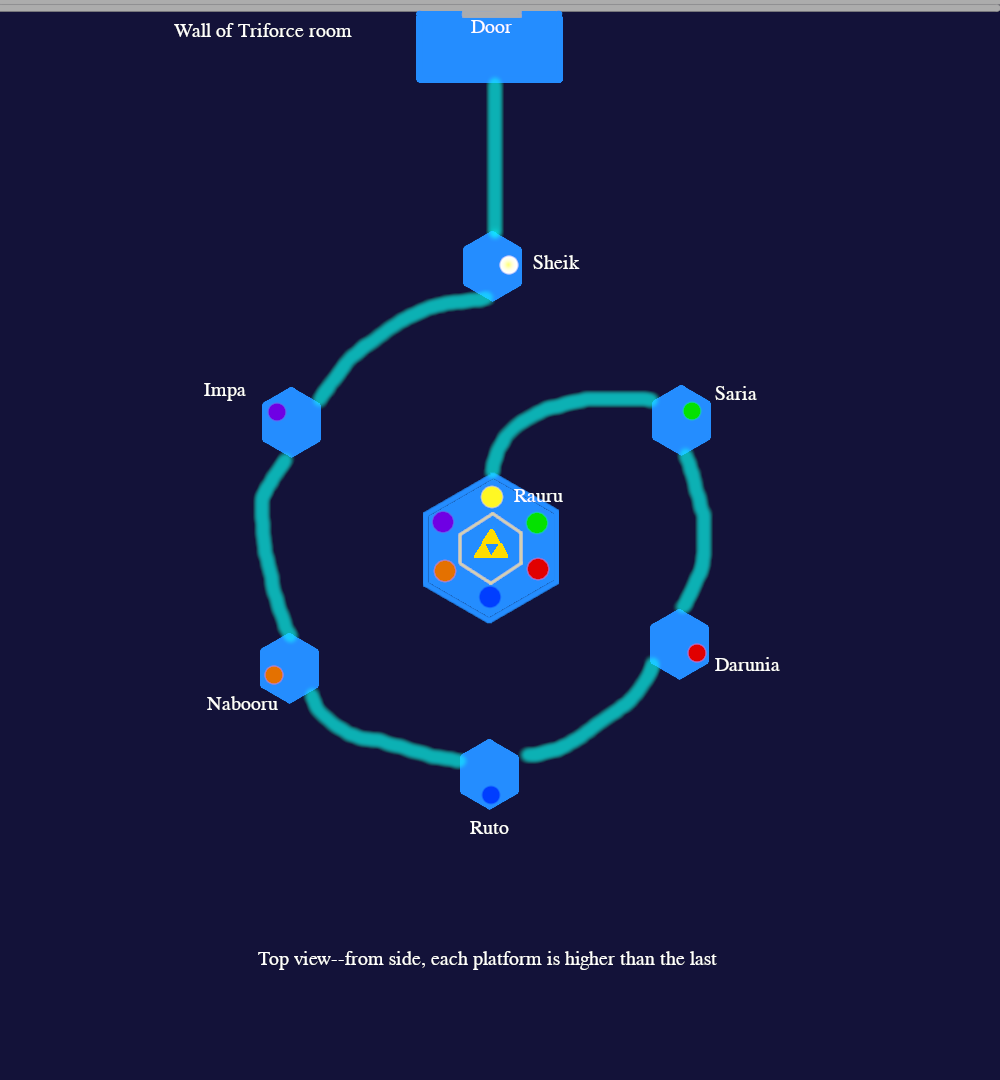 Door
Wall of Triforce room
Sheik
Impa
Saria
Rauru
Darunia
Nabooru
Ruto
Top view--from side, each platform is higher than the last